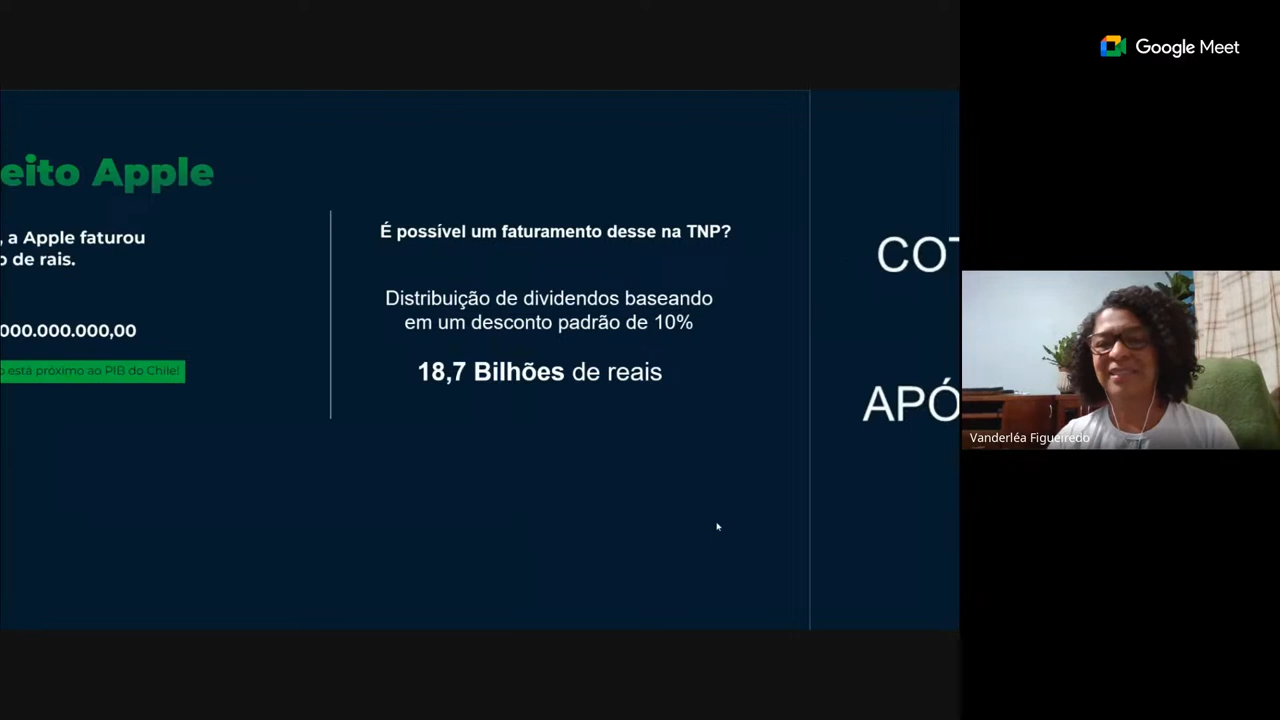 Google Meet
eito Apple
, a Apple faturou
o de rais.
000.000.000,00
o está próximo ao PIB do Chile!
É possível um faturamento desse na TNP?
Distribuição de dividendos baseando
em um desconto padrão de 10%
18,7 Bilhões de reais
COT
APÓ
Vanderléa Figueiredo